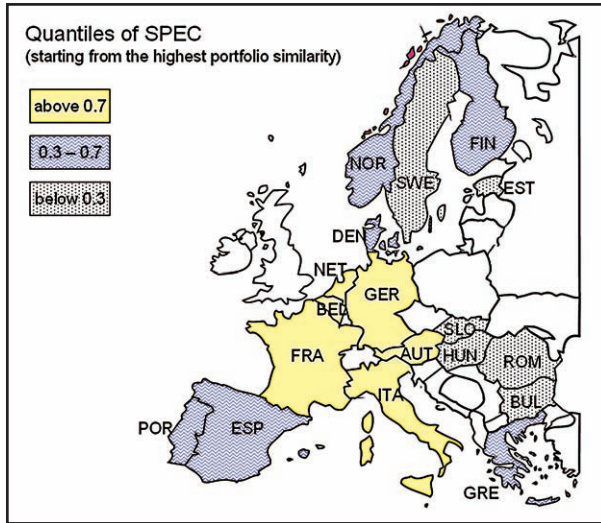 Quantiles of SPEC
(starting from the highest portfolio similarity)
above 0.7
0.3 – 0.7
below 0.3
NOR
FIN
SWE
EST
DEN
NET
GER
BEL
SLO
FRA
AUT
HUN
ROM
ITA
BUL
POR
ESP
GRE